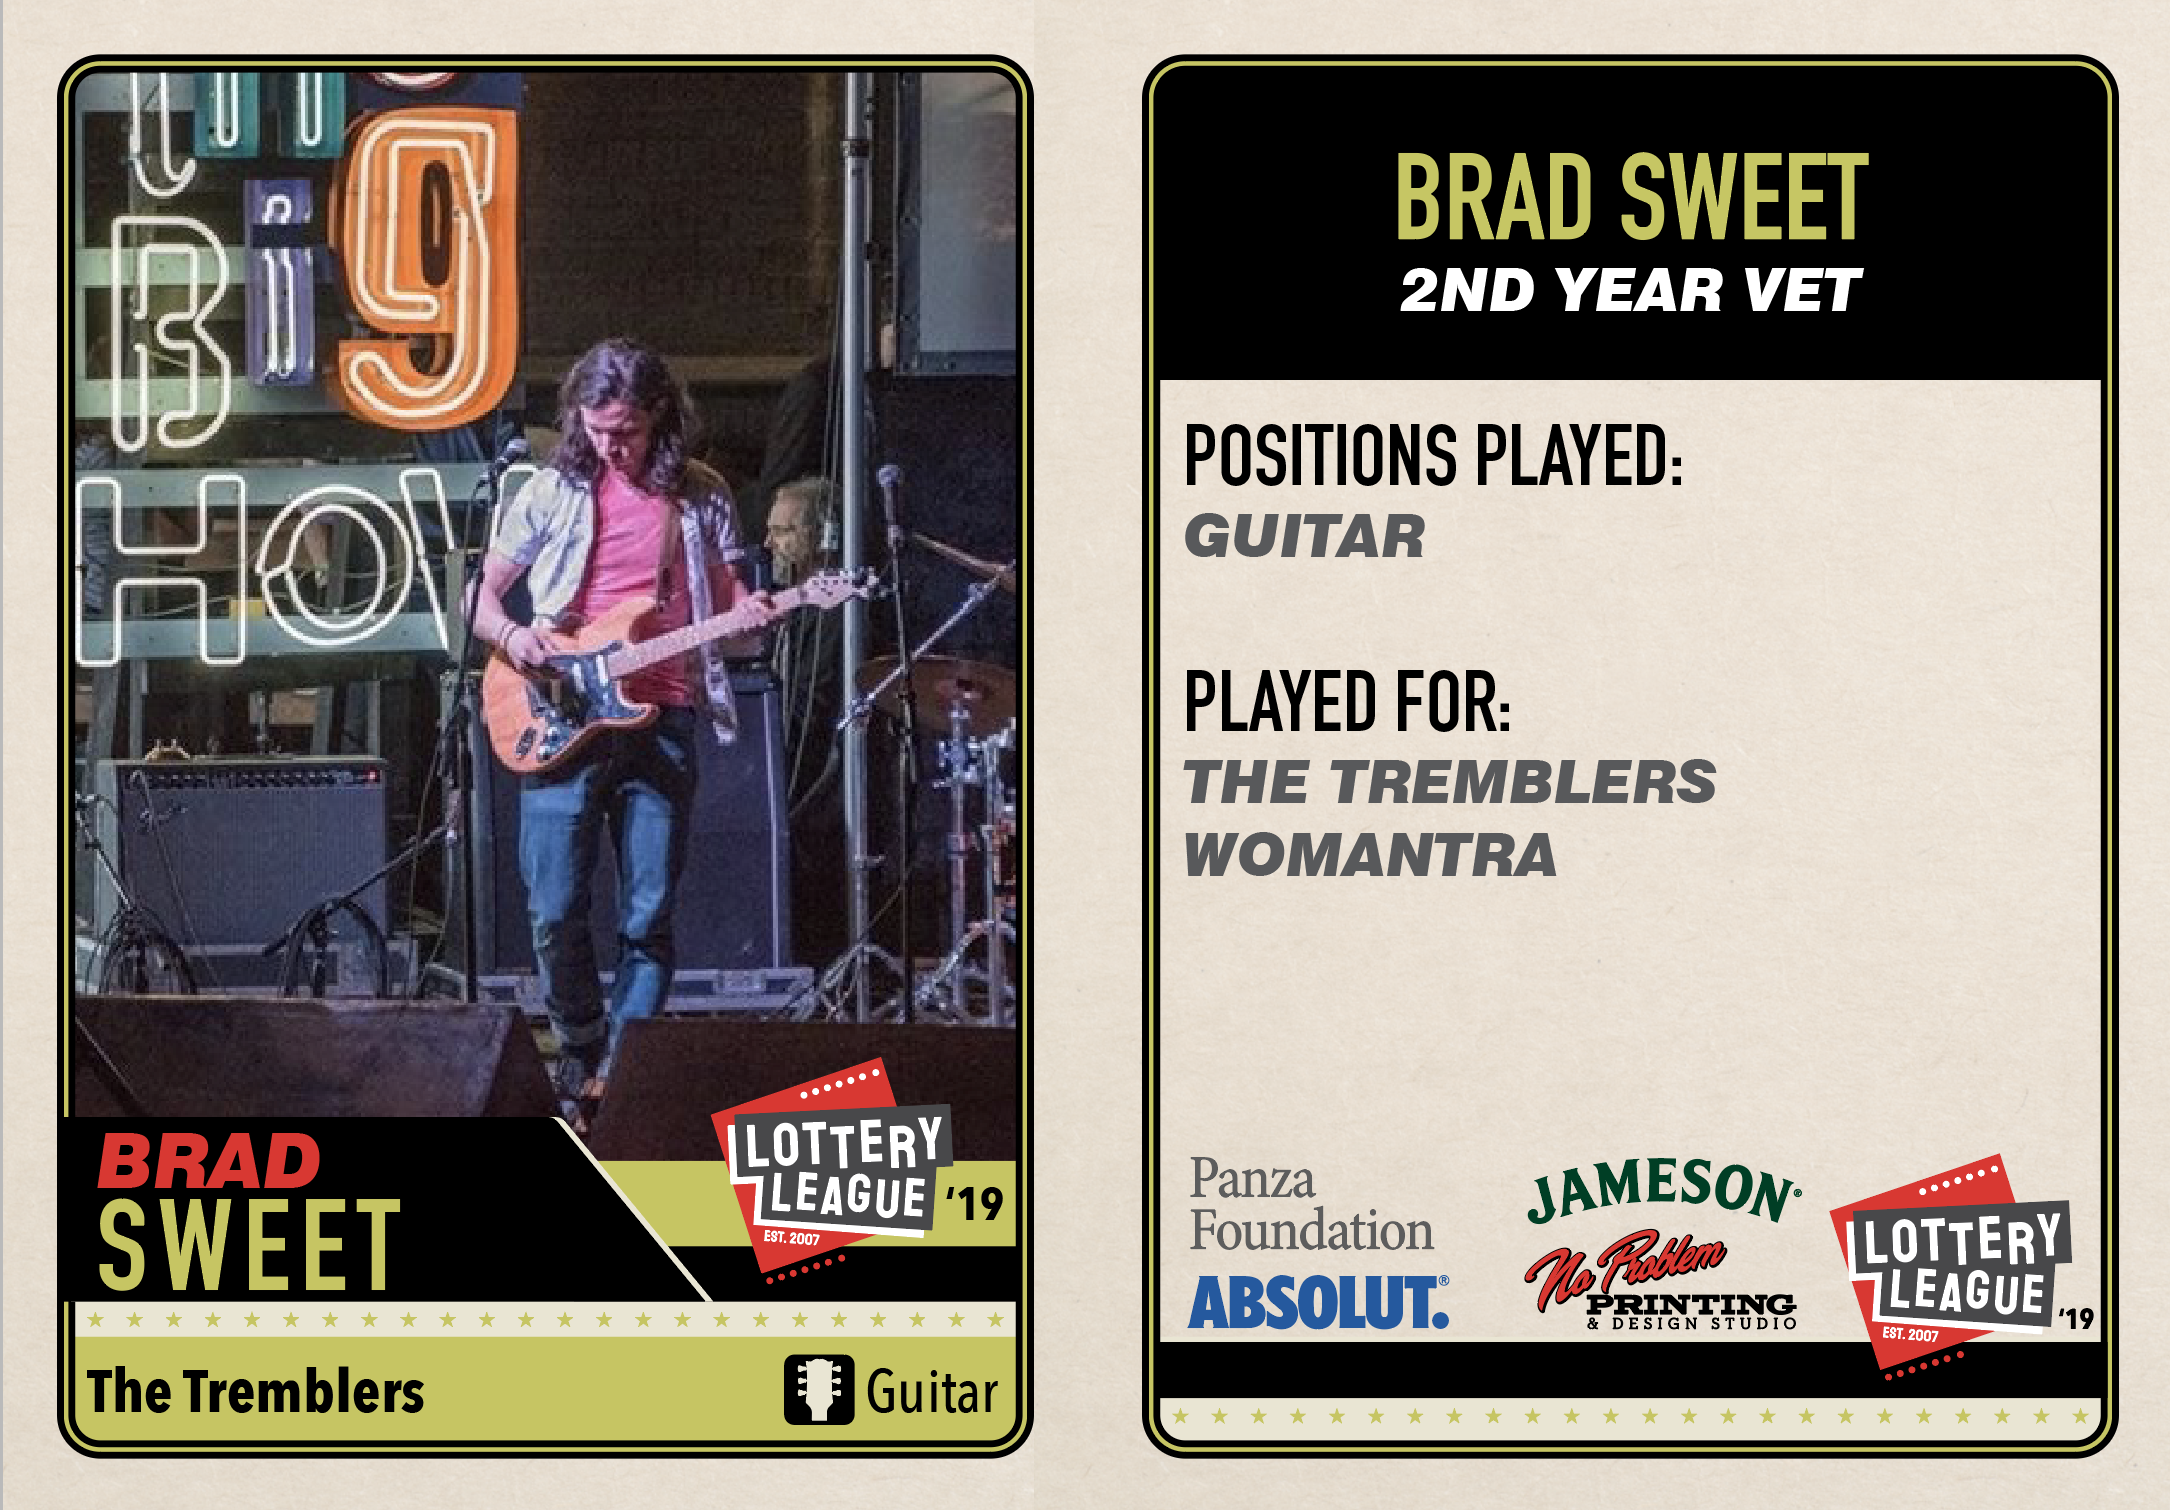 Big
HOW
BRAD
SWEET
LOTTERY
LEAGUE
EST. 2007
'19
The Tremblers
Guitar
BRAD SWEET
2ND YEAR VET
POSITIONS PLAYED:
GUITAR
PLAYED FOR:
THE TREMBLERS
WOMANTRA
Panza
Foundation
ABSOLUT.®
JAMESON®
No Problem
PRINTING
& DESIGN STUDIO
LOTTERY
LEAGUE
EST. 2007
'19